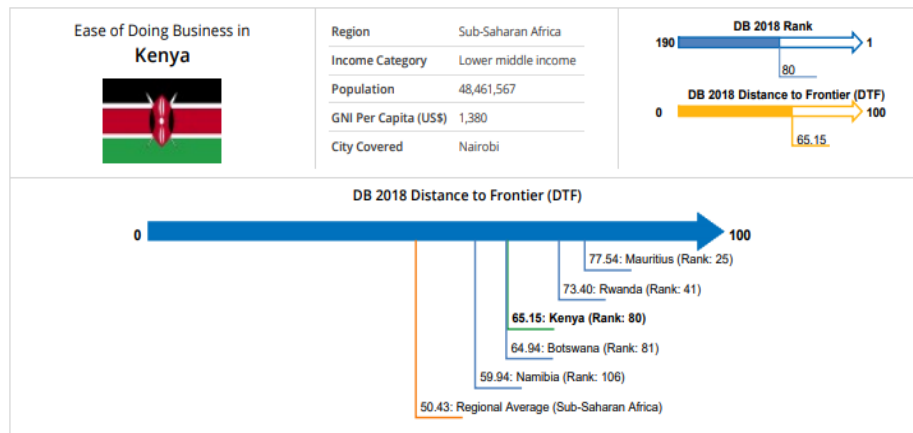 Ease of Doing Business in
Kenya
Region Sub-Saharan Africa
Income Category Lower middle income
Population 48,461,567
GNI Per Capita (US$) 1,380
City Covered Nairobi
DB 2018 Rank
190 1
80
DB 2018 Distance to Frontier (DTF)
0 100
65.15
DB 2018 Distance to Frontier (DTF)
0 100
77.54: Mauritius (Rank: 25)
73.40: Rwanda (Rank: 41)
65.15: Kenya (Rank: 80)
64.94: Botswana (Rank: 81)
59.94: Namibia (Rank: 106)
50.43: Regional Average (Sub-Saharan Africa)